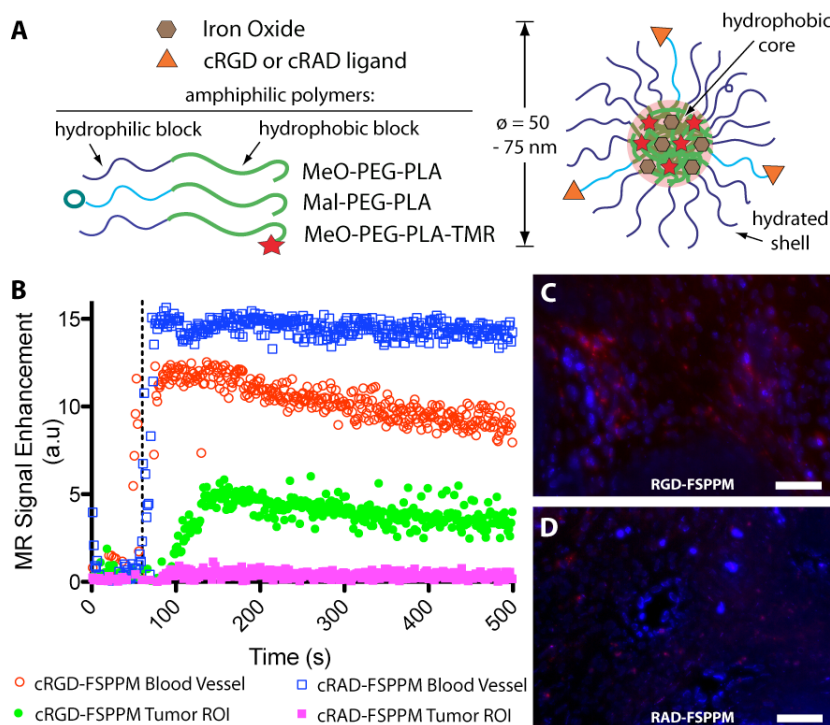 A
Iron Oxide
cRGD or cRAD ligand
amphiphilic polymers:
hydrophilic block
hydrophobic block
MeO-PEG-PLA
Mal-PEG-PLA
MeO-PEG-PLA-TMR
ø = 50
- 75 nm
hydrophobic
core
hydrated
shell
B
MR Signal Enhancement
(a.u)
15
10
5
0
0
100
200
300
400
500
Time (s)
cRGD-FSPPM Blood Vessel
cRAD-FSPPM Blood Vessel
cRGD-FSPPM Tumor ROI
cRAD-FSPPM Tumor ROI
C
RGD-FSPPM
D
RAD-FSPPM